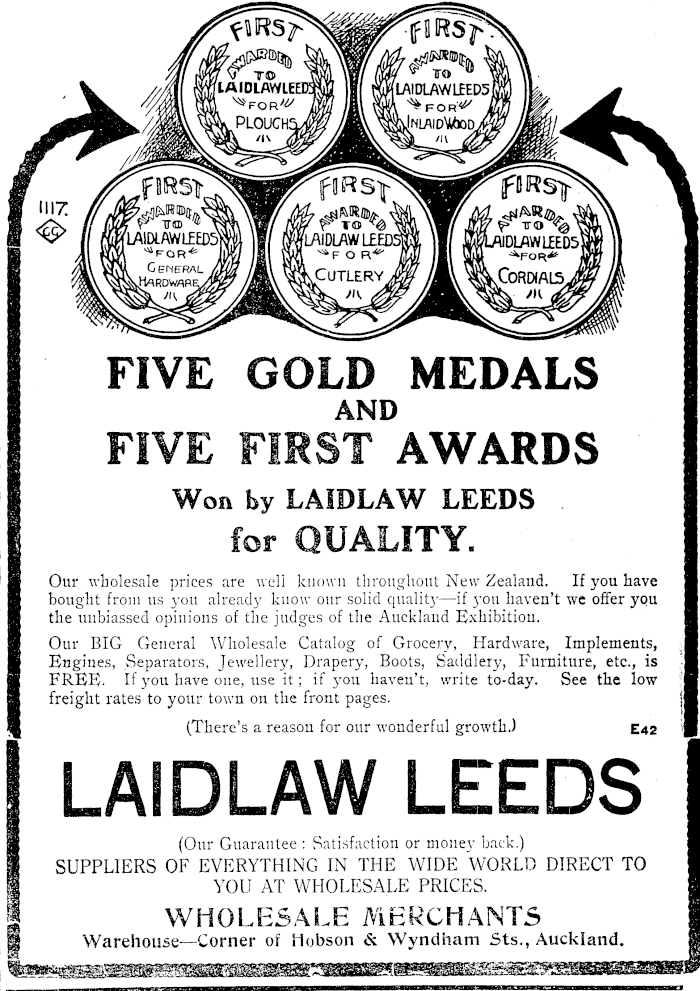 FIRST
AWARDED
TO
LAIDLAW LEEDS
FOR
PLOUGHS
FIRST
AWARDED
TO
LAIDLAW LEEDS
FOR
INLAID WOOD
1117.
FIRST
AWARDED
TO
LAIDLAW LEEDS
FOR
GENERAL
HARDWARE
FIRST
AWARDED
TO
LAIDLAW LEEDS
FOR
CUTLERY
FIRST
AWARDED
TO
LAIDLAW LEEDS
FOR
CORDIALS
FIVE GOLD MEDALS
AND
FIVE FIRST AWARDS
Won by LAIDLAW LEEDS
for QUALITY.
Our wholesale prices are well known throughout New Zealand. If you have
bought from us you already know our solid quality—if you haven't we offer you
the unbiassed opinions of the judges of the Auckland Exhibition.
Our BIG General Wholesale Catalog of Grocery, Hardware, Implements,
Engines, Separators, Jewellery, Drapery, Boots, Saddlery, Furniture, etc., is
FREE. If you have one, use it; if you haven't, write to-day. See the low
freight rates to your town on the front pages.
(There's a reason for our wonderful growth.)
E42
LAIDLAW LEEDS
(Our Guarantee: Satisfaction or money back.)
SUPPLIERS OF EVERYTHING IN THE WIDE WORLD DIRECT TO
YOU AT WHOLESALE PRICES.
WHOLESALE MERCHANTS
Warehouse—Corner of Hobson & Wyndham Sts., Auckland.